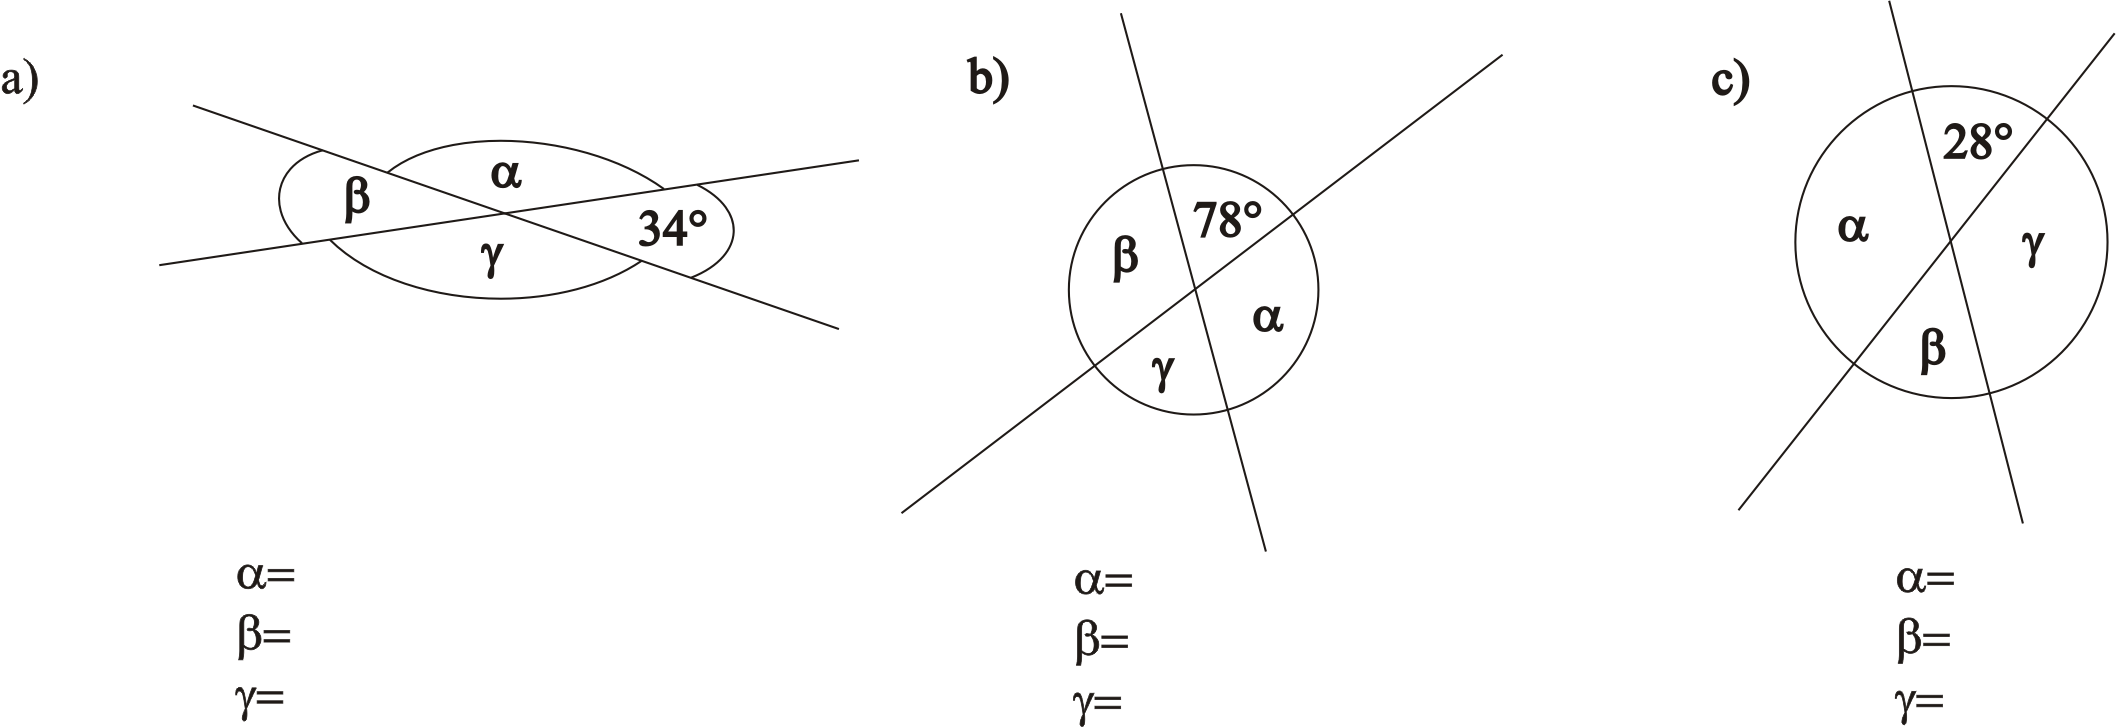 a)
α
β
34°
γ
α=
β=
γ=
b)
78°
β
α
γ
α=
β=
γ=
c)
28°
α
γ
β
α=
β=
γ=